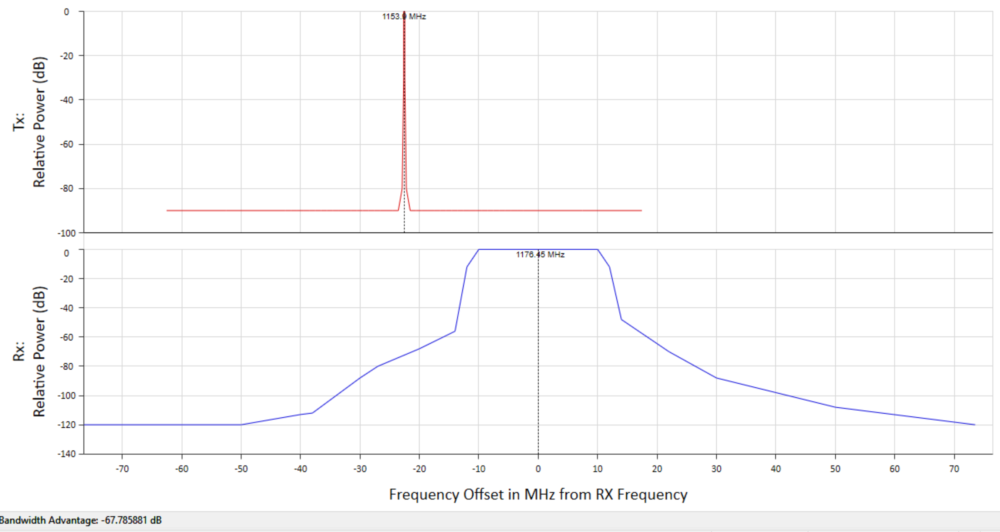 Tx:
Relative Power (dB)
0
-20
-40
-60
-80
-100
1153.9 MHz
Rx:
Relative Power (dB)
0
-20
-40
-60
-80
-100
-120
-140
1176.45 MHz
-70 -60 -50 -40 -30 -20 -10 0 10 20 30 40 50 60 70
Frequency Offset in MHz from RX Frequency
Bandwidth Advantage: -67.785881 dB